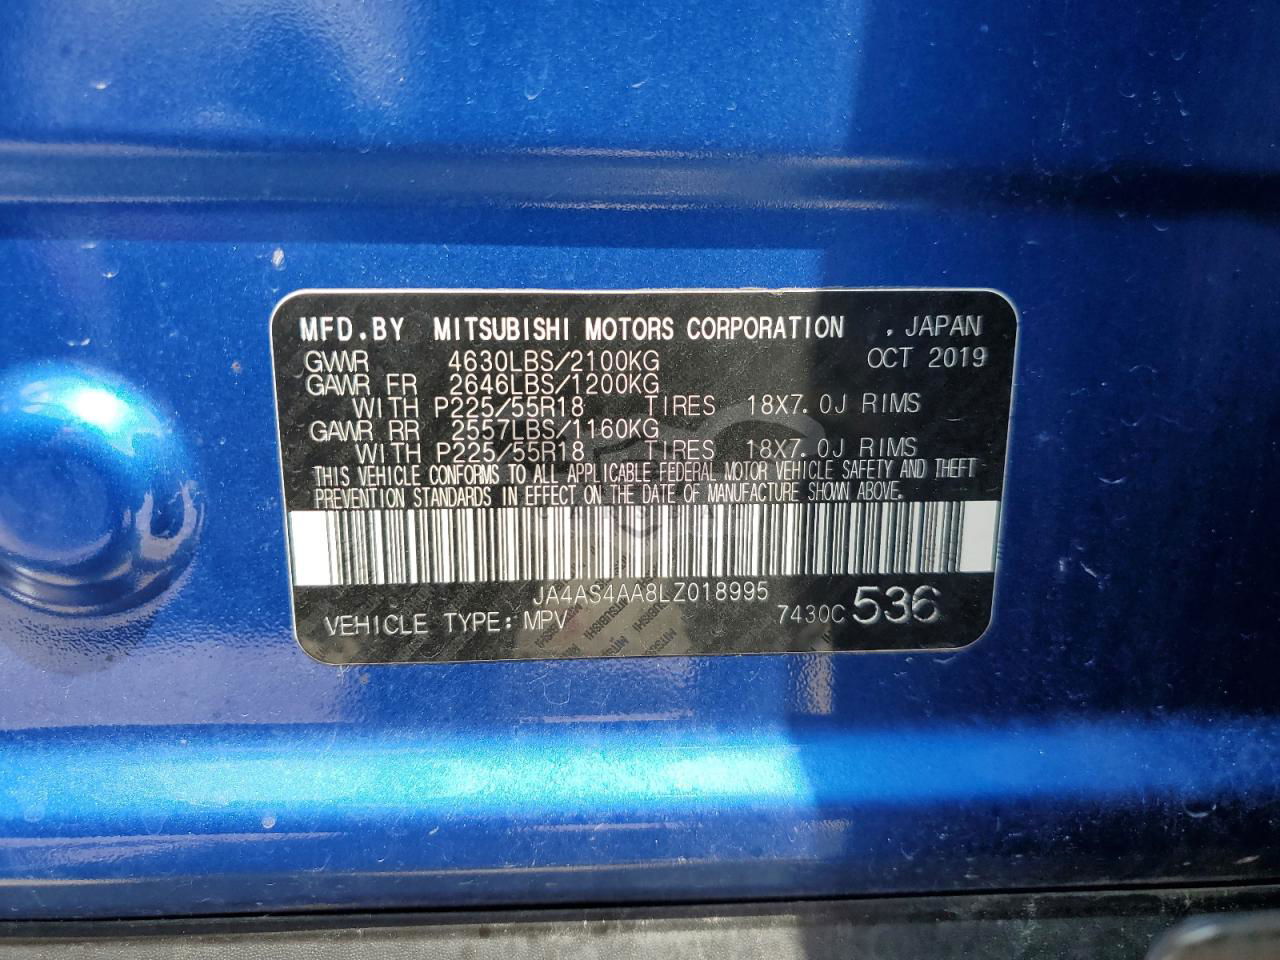 MFD.BY MITSUBISHI MOTORS CORPORATION , JAPAN
GVWR 4630LBS/2100KG OCT 2019
GAWR FR 2646LBS/1200KG
WITH P225/55R18 TIRES 18X7.0J RIMS
GAWR RR 2557LBS/1160KG
WITH P225/55R18 TIRES 18X7.0J RIMS
THIS VEHICLE CONFORMS TO ALL APPLICABLE FEDERAL MOTOR VEHICLE SAFETY AND THEFT
PREVENTION STANDARDS IN EFFECT ON THE DATE OF MANUFACTURE SHOWN ABOVE.
JA4AS4AA8LZ018995
VEHICLE TYPE: MPV 7430C 536